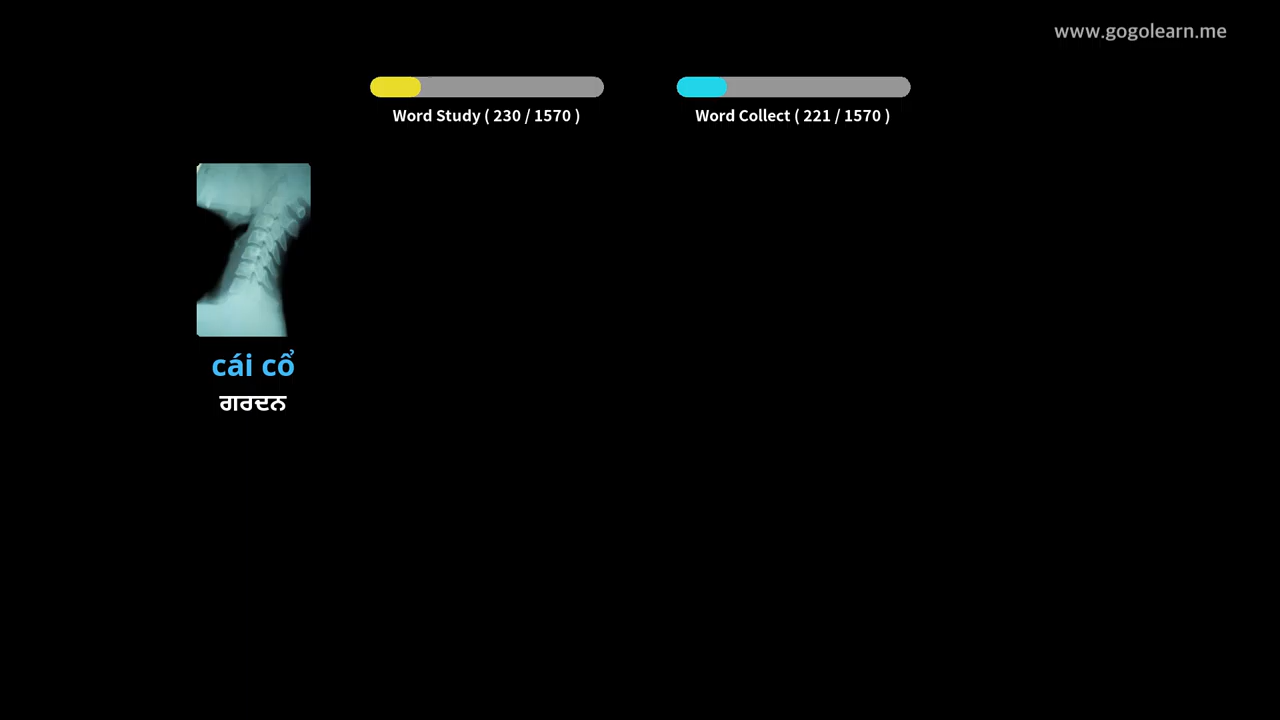 www.gogolearn.me
Word Study ( 230 / 1570 )
Word Collect ( 221 / 1570 )
cái cổ
ਗਰਦਨ